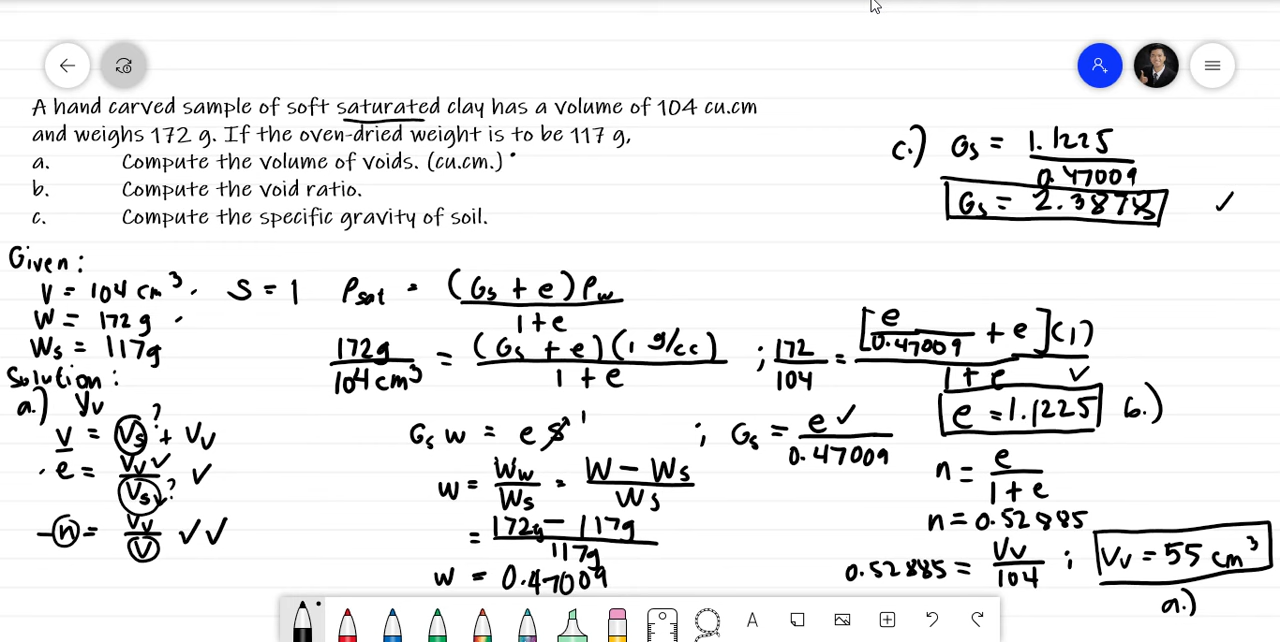 A hand carved sample of soft saturated clay has a volume of 104 cu.cm
and weighs 172 g. If the oven-dried weight is to be 117 g,
a. Compute the volume of voids. (cu.cm.)
b. Compute the void ratio.
c. Compute the specific gravity of soil.
c.) Gs = 1.1225 / 0.47009
Gs = 2.3878 ✓
Given:
V = 104 cm³ S = 1
W = 172 g
Ws = 117g
Solution:
a.) Vv
V = Vs? + Vv
e = Vv✓ / Vs? ✓
n = Vv / V ✓✓
ρsat = (Gs + e) ρw / 1 + e
172g / 104 cm³ = (Gs + e)(1 g/cc) / 1 + e ; 172 / 104 = [e / 0.47009 + e](1) / 1 + e ✓
Gs w = e s 1 ; Gs = e✓ / 0.47009
w = Ww / Ws = W - Ws / Ws
= 172g - 117g / 117g
w = 0.47009
e = 1.1225 b.)
n = e / 1 + e
n = 0.52885
0.52885 = Vv / 104 ; Vv = 55 cm³
a.)
A